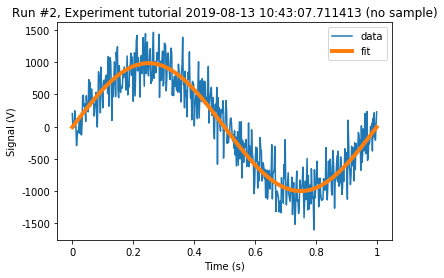 Run #2, Experiment tutorial 2019-08-13 10:43:07.711413 (no sample)
data
fit
Signal (V)
1500
1000
500
0
-500
-1000
-1500
0
0.2
0.4
0.6
0.8
1
Time (s)